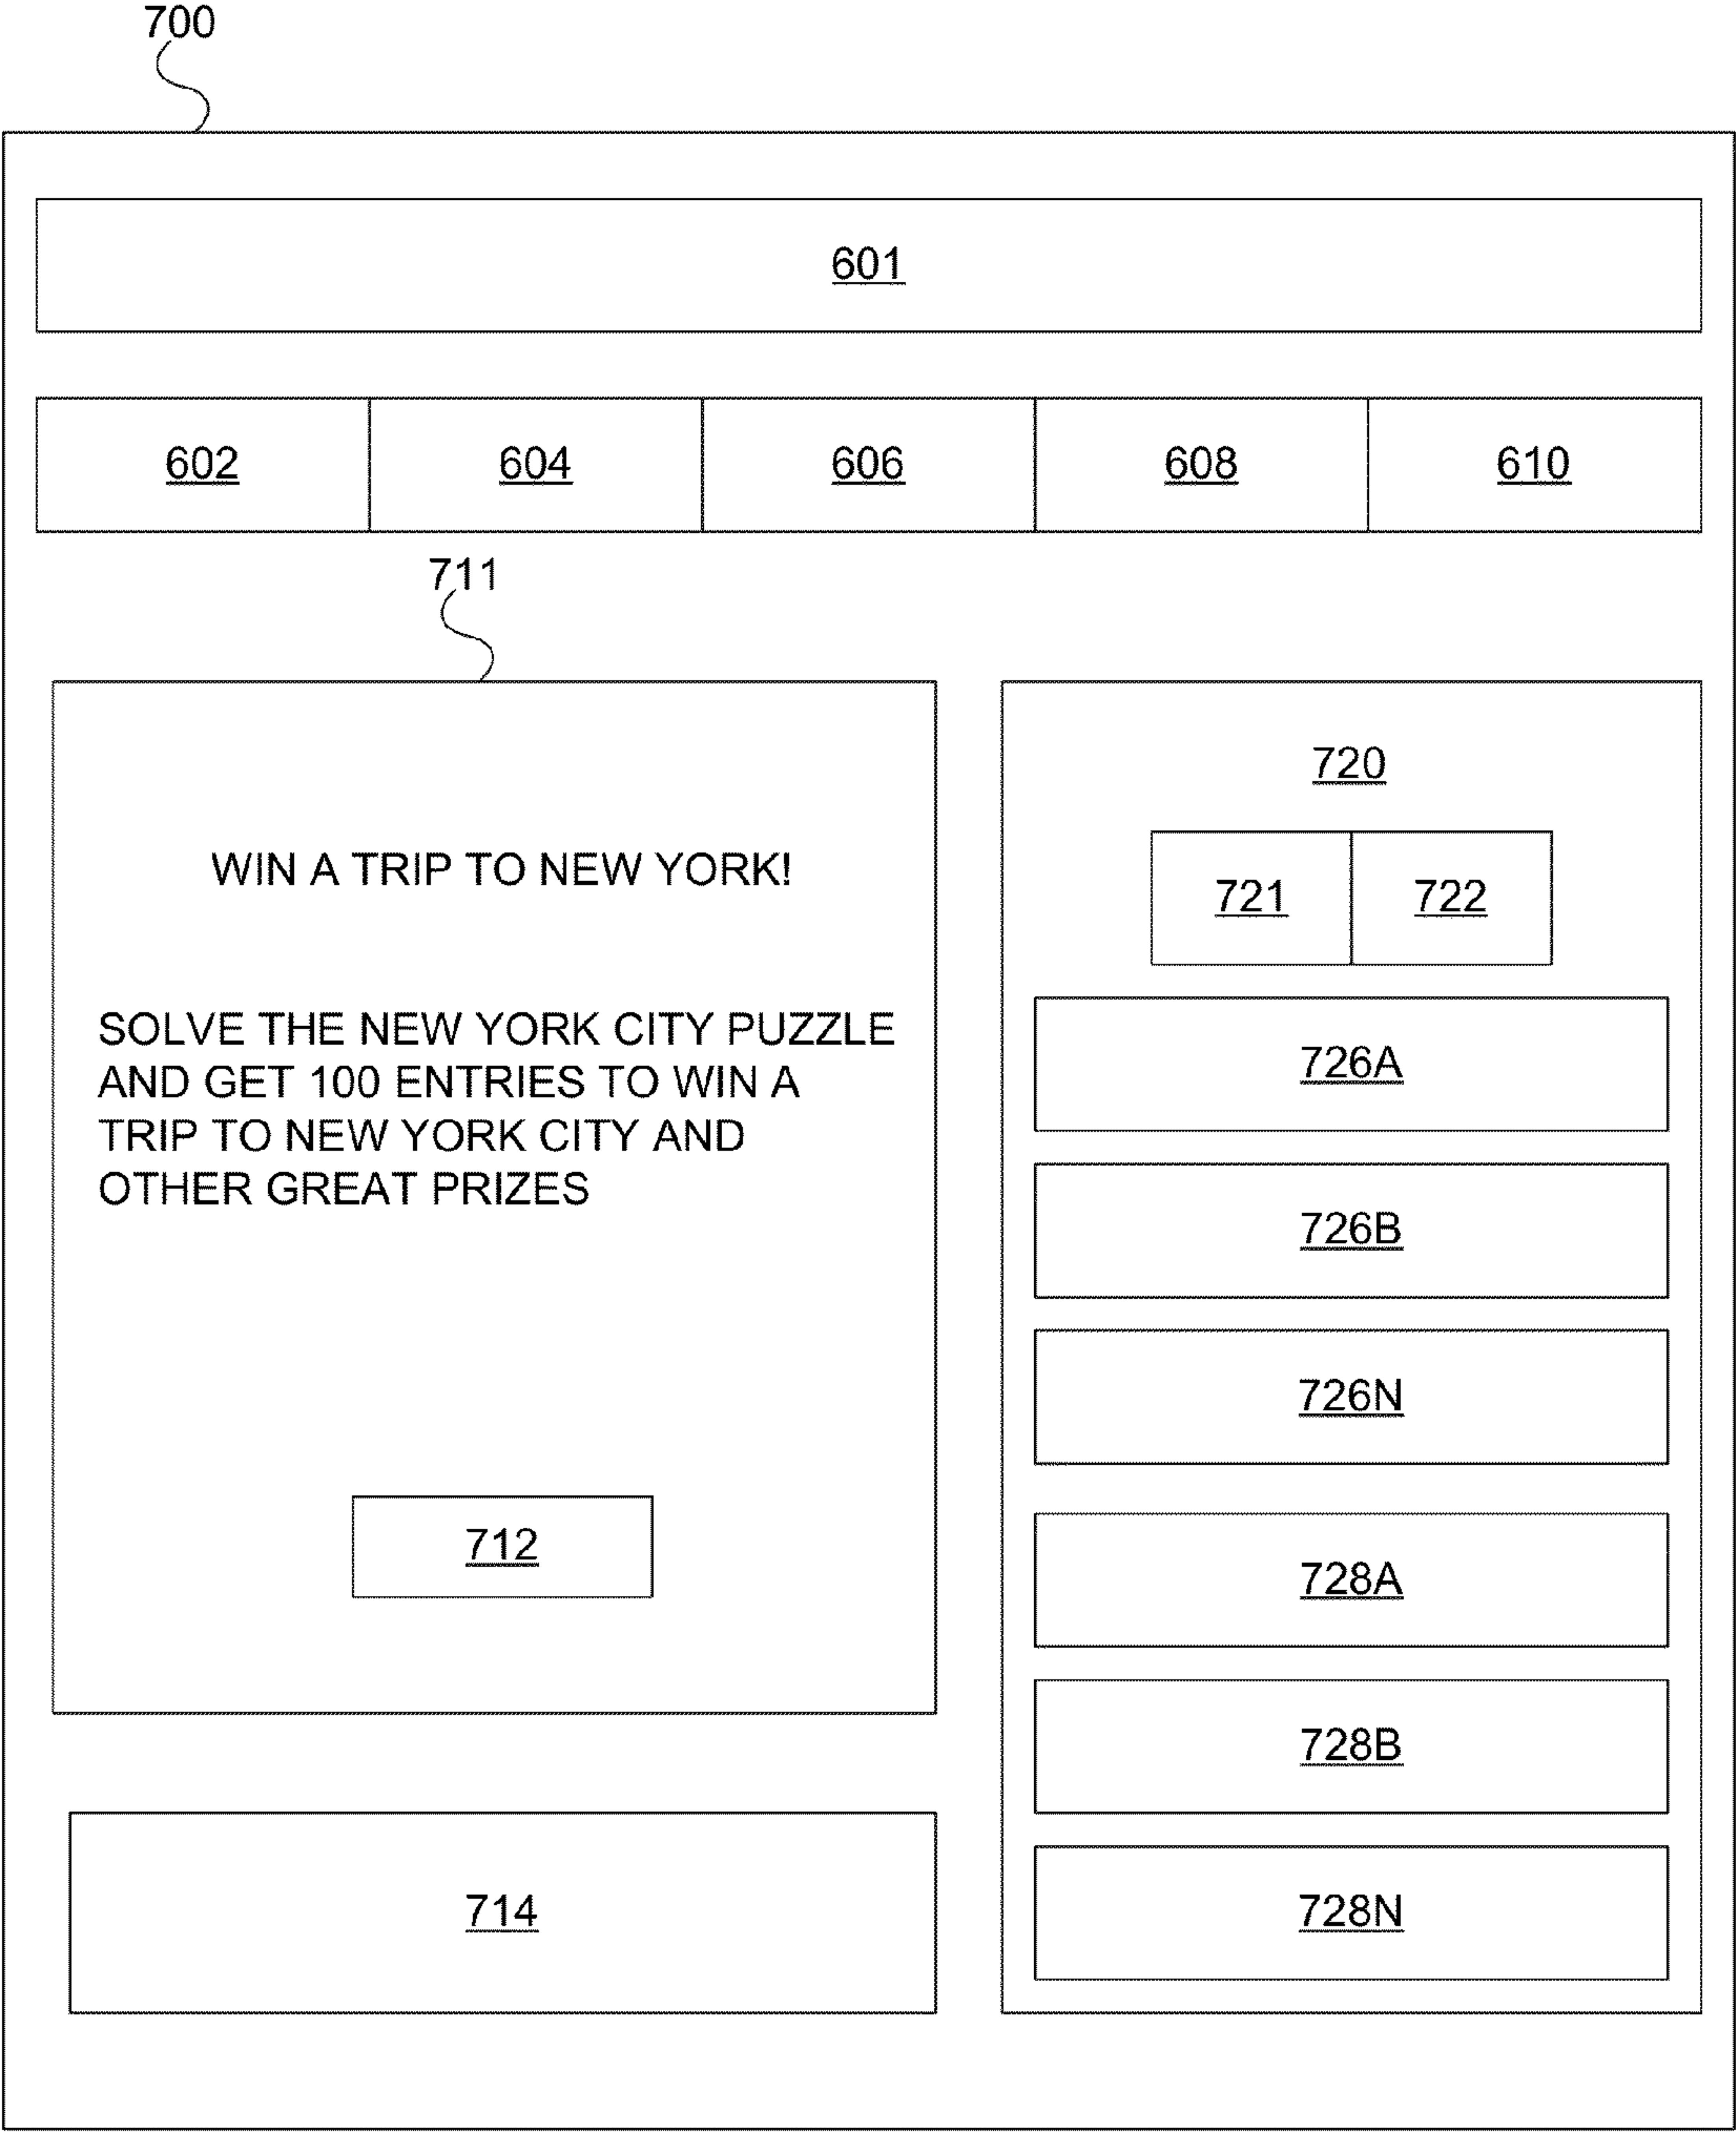 700
601
602 604 606 608 610
711
WIN A TRIP TO NEW YORK!
SOLVE THE NEW YORK CITY PUZZLE
AND GET 100 ENTRIES TO WIN A
TRIP TO NEW YORK CITY AND
OTHER GREAT PRIZES
712
714
720
721 722
726A
726B
726N
728A
728B
728N